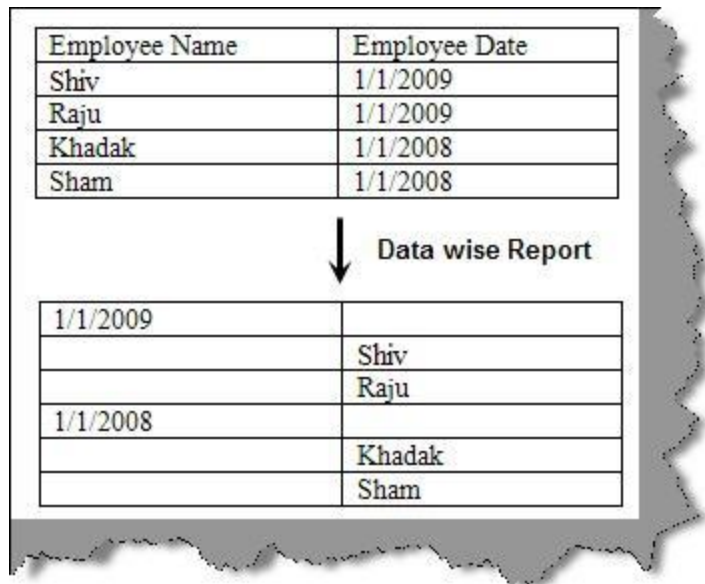 Employee Name Employee Date
Shiv 1/1/2009
Raju 1/1/2009
Khadak 1/1/2008
Sham 1/1/2008
Data wise Report
1/1/2009
Shiv
Raju
1/1/2008
Khadak
Sham